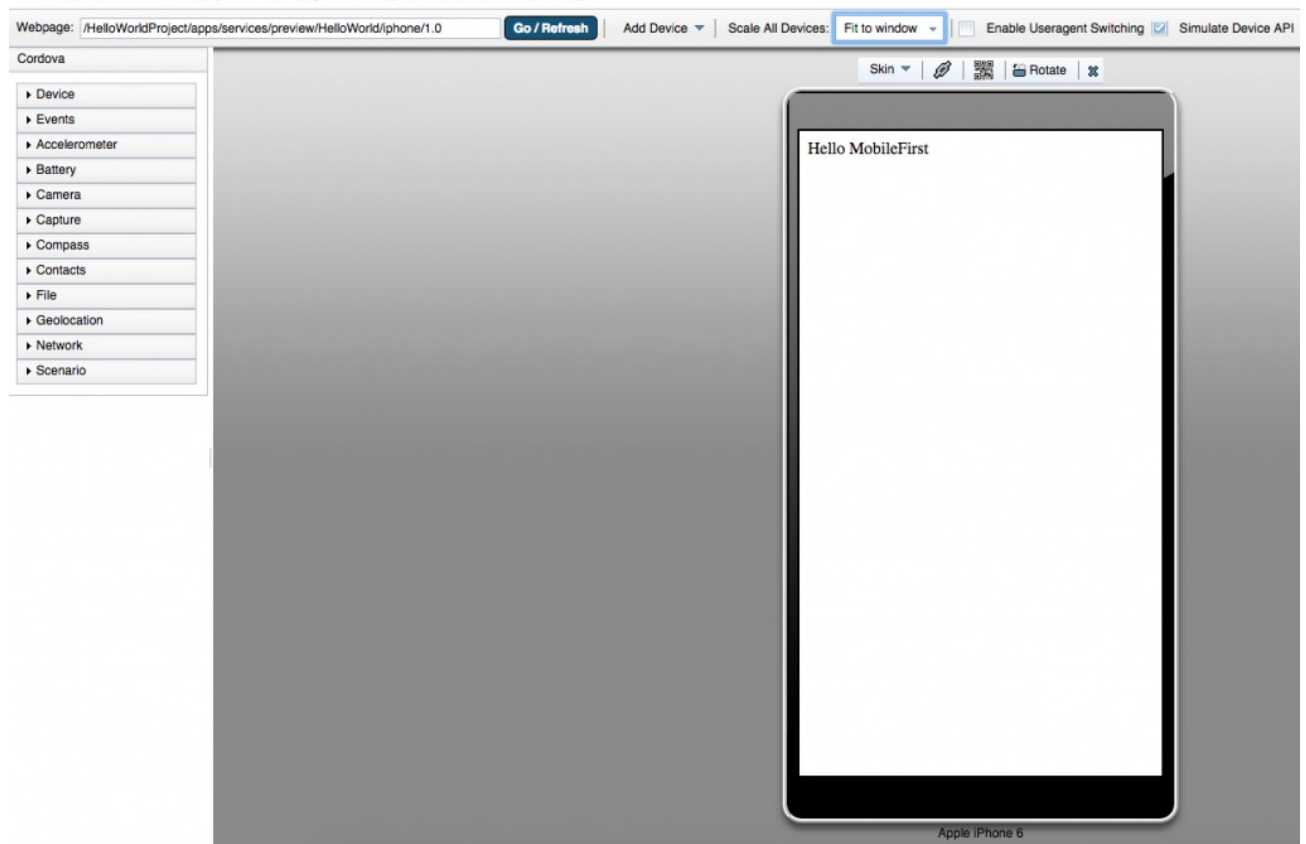 Webpage: /HelloWorldProject/apps/services/preview/HelloWorld/iphone/1.0 Go / Refresh Add Device Scale All Devices: Fit to window Enable Useragent Switching Simulate Device API
Cordova
Skin Rotate
Device
Events
Accelerometer
Battery
Camera
Capture
Compass
Contacts
File
Geolocation
Network
Scenario
Hello MobileFirst
Apple iPhone 6